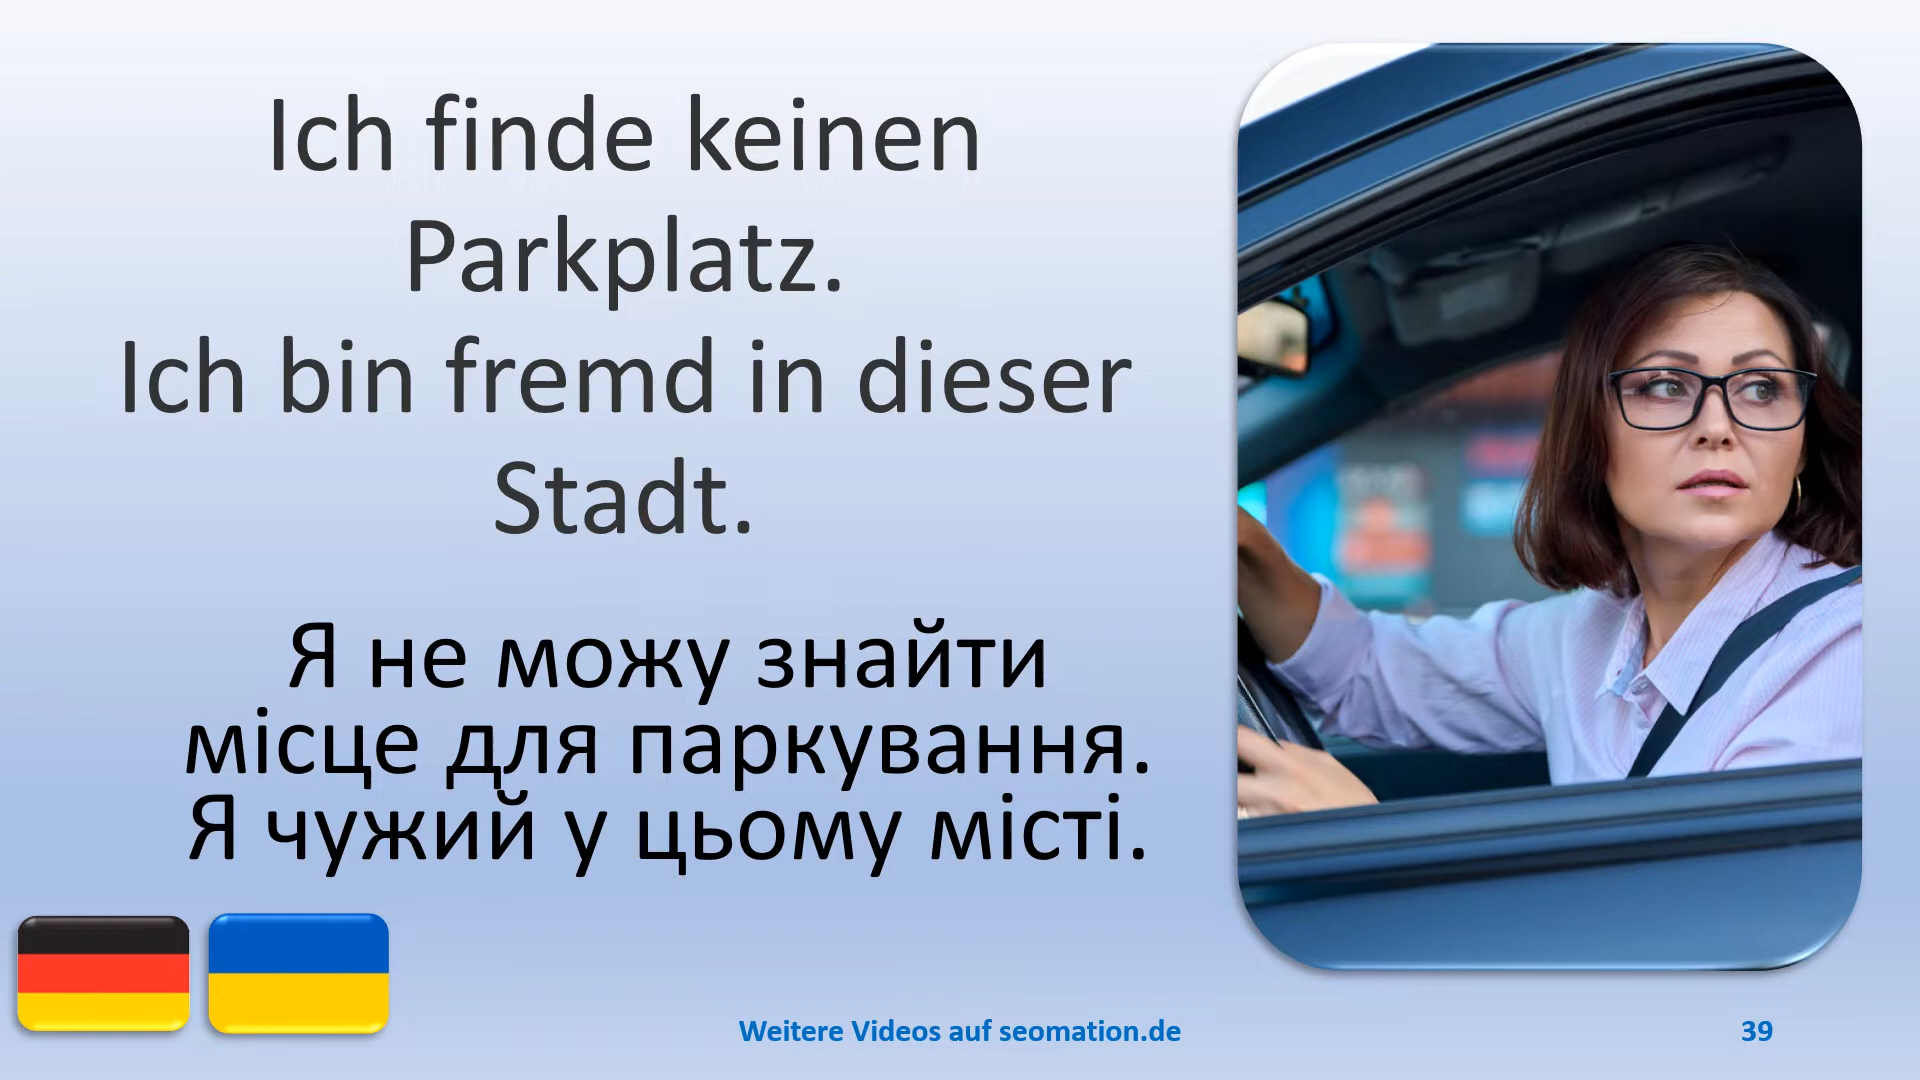 Ich finde keinen
Parkplatz.
Ich bin fremd in dieser
Stadt.
Я не можу знайти
місце для паркування.
Я чужий у цьому місті.
Weitere Videos auf seomation.de
39